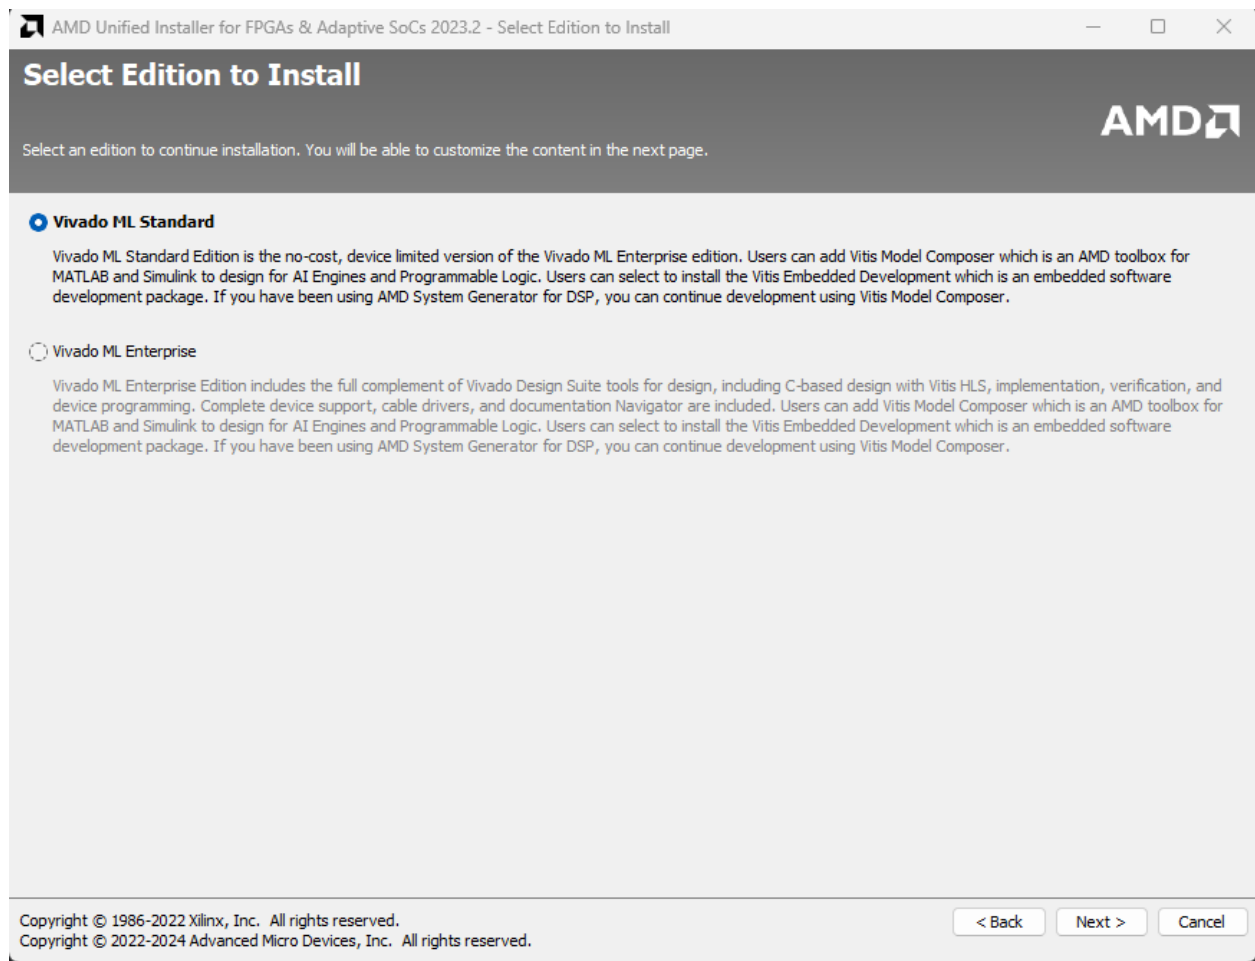 AMD Unified Installer for FPGAs & Adaptive SoCs 2023.2 - Select Edition to Install
Select Edition to Install
AMD
Select an edition to continue installation. You will be able to customize the content in the next page.
Vivado ML Standard
Vivado ML Standard Edition is the no-cost, device limited version of the Vivado ML Enterprise edition. Users can add Vitis Model Composer which is an AMD toolbox for
MATLAB and Simulink to design for AI Engines and Programmable Logic. Users can select to install the Vitis Embedded Development which is an embedded software
development package. If you have been using AMD System Generator for DSP, you can continue development using Vitis Model Composer.
Vivado ML Enterprise
Vivado ML Enterprise Edition includes the full complement of Vivado Design Suite tools for design, including C-based design with Vitis HLS, implementation, verification, and
device programming. Complete device support, cable drivers, and documentation Navigator are included. Users can add Vitis Model Composer which is an AMD toolbox for
MATLAB and Simulink to design for AI Engines and Programmable Logic. Users can select to install the Vitis Embedded Development which is an embedded software
development package. If you have been using AMD System Generator for DSP, you can continue development using Vitis Model Composer.
Copyright © 1986-2022 Xilinx, Inc. All rights reserved.
Copyright © 2022-2024 Advanced Micro Devices, Inc. All rights reserved.
< Back Next > Cancel